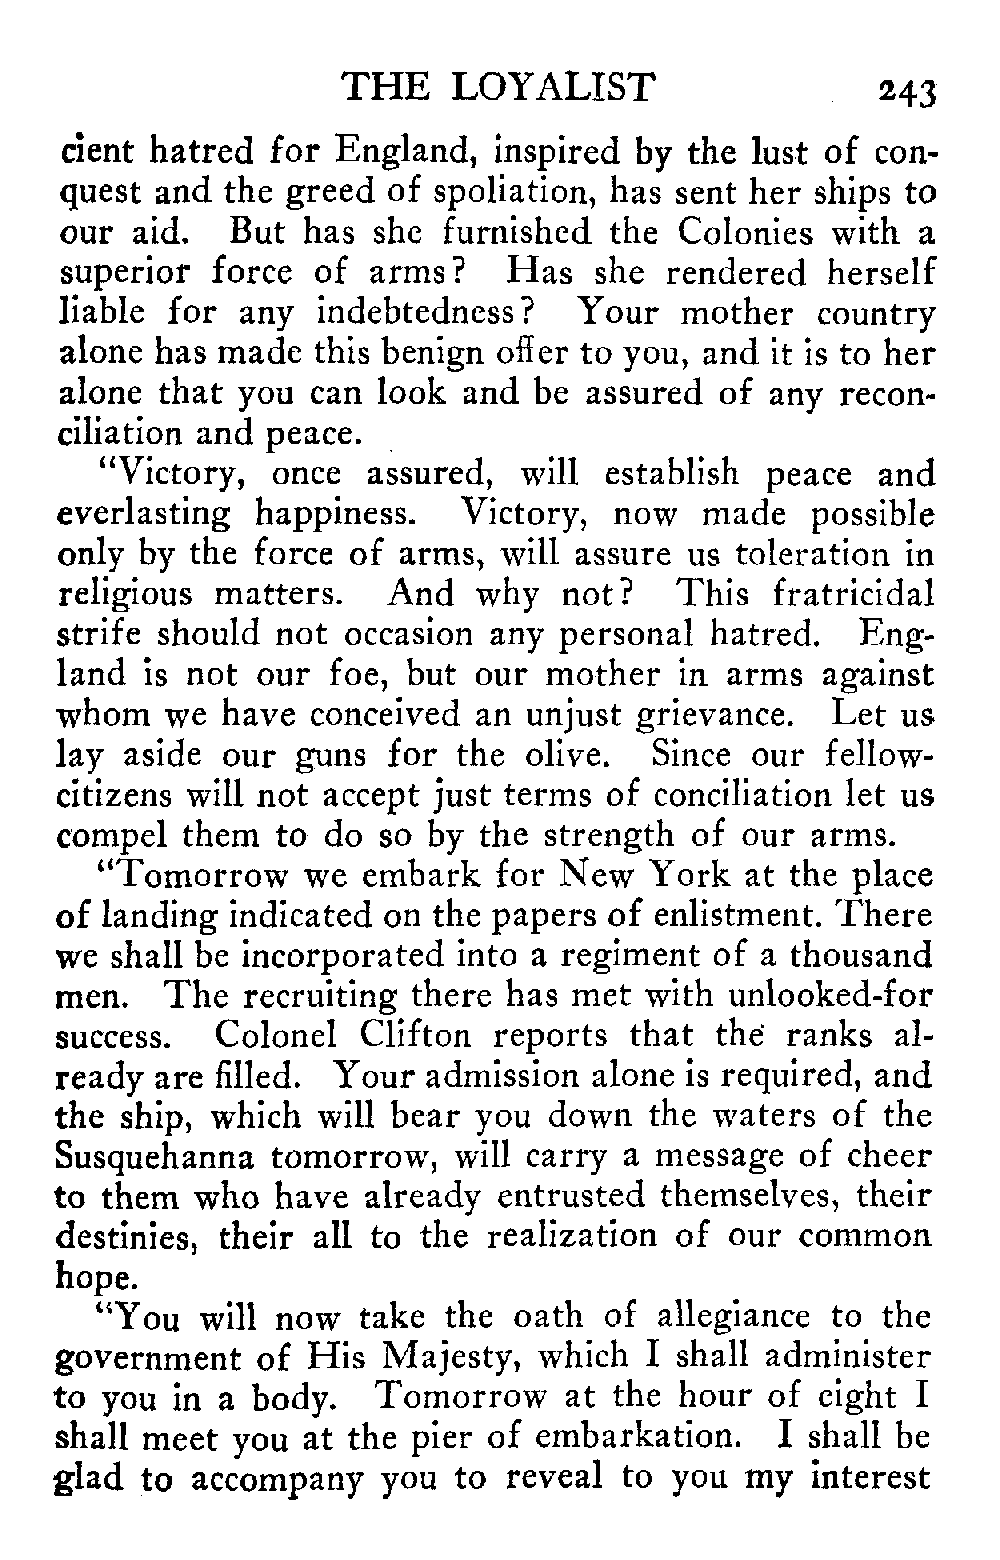 THE LOYALIST 243
cient hatred for England, inspired by the lust of con-
quest and the greed of spoliation, has sent her ships to
our aid. But has she furnished the Colonies with a
superior force of arms? Has she rendered herself
liable for any indebtedness? Your mother country
alone has made this benign offer to you, and it is to her
alone that you can look and be assured of any recon-
ciliation and peace.
"Victory, once assured, will establish peace and
everlasting happiness. Victory, now made possible
only by the force of arms, will assure us toleration in
religious matters. And why not? This fratricidal
strife should not occasion any personal hatred. Eng-
land is not our foe, but our mother in arms against
whom we have conceived an unjust grievance. Let us
lay aside our guns for the olive. Since our fellow-
citizens will not accept just terms of conciliation let us
compel them to do so by the strength of our arms.
"Tomorrow we embark for New York at the place
of landing indicated on the papers of enlistment. There
we shall be incorporated into a regiment of a thousand
men. The recruiting there has met with unlooked-for
success. Colonel Clifton reports that the ranks al-
ready are filled. Your admission alone is required, and
the ship, which will bear you down the waters of the
Susquehanna tomorrow, will carry a message of cheer
to them who have already entrusted themselves, their
destinies, their all to the realization of our common
hope.
"You will now take the oath of allegiance to the
government of His Majesty, which I shall administer
to you in a body. Tomorrow at the hour of eight I
shall meet you at the pier of embarkation. I shall be
glad to accompany you to reveal to you my interest